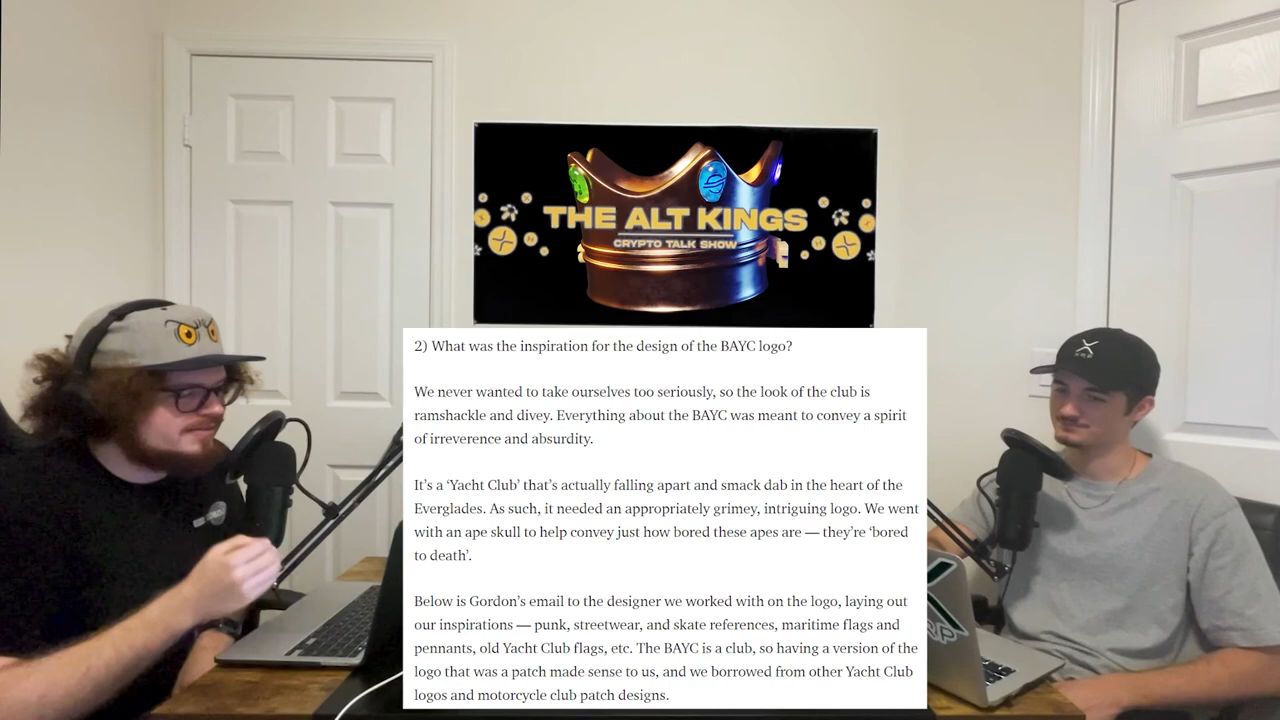 THE ALT KINGS
CRYPTO TALK SHOW
2) What was the inspiration for the design of the BAYC logo?
We never wanted to take ourselves too seriously, so the look of the club is
ramshackle and divey. Everything about the BAYC was meant to convey a spirit
of irreverence and absurdity.
It’s a ‘Yacht Club’ that’s actually falling apart and smack dab in the heart of the
Everglades. As such, it needed an appropriately grimey, intriguing logo. We went
with an ape skull to help convey just how bored these apes are — they’re ‘bored
to death’.
Below is Gordon’s email to the designer we worked with on the logo, laying out
our inspirations — punk, streetwear, and skate references, maritime flags and
pennants, old Yacht Club flags, etc. The BAYC is a club, so having a version of the
logo that was a patch made sense to us, and we borrowed from other Yacht Club
logos and motorcycle club patch designs.
XRP